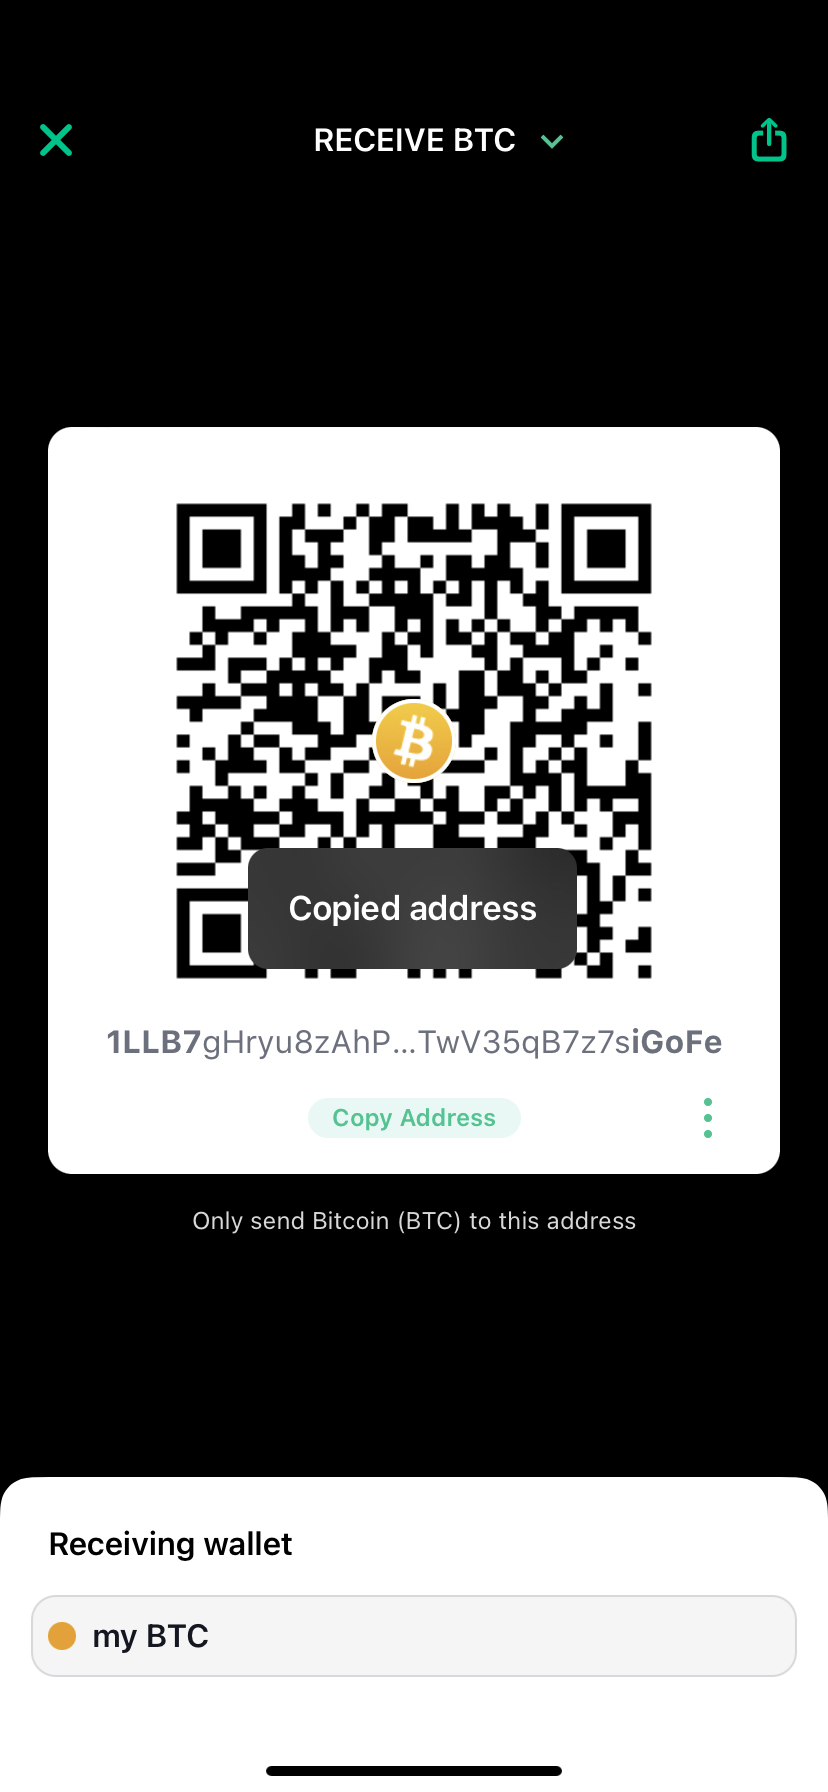 RECEIVE BTC
Copied address
1LLB7gHryu8zAhP...TwV35qB7z7siGoFe
Copy Address
Only send Bitcoin (BTC) to this address
Receiving wallet
my BTC